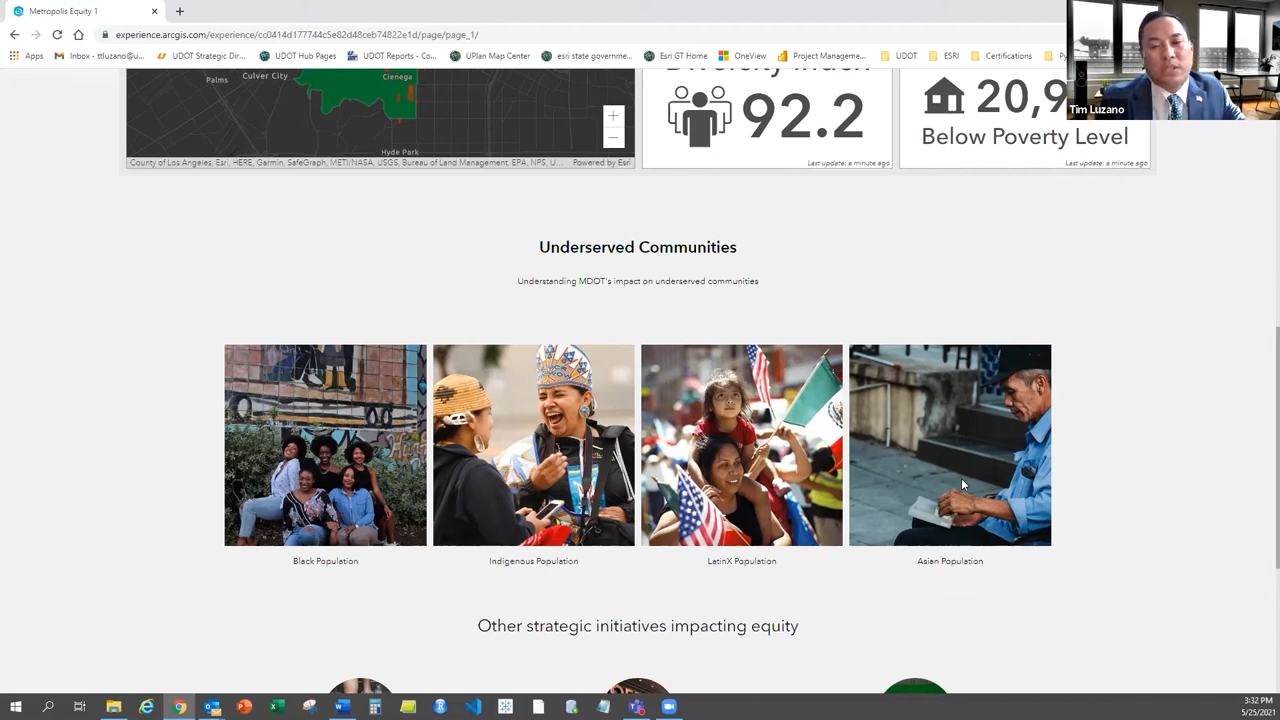 Metropolis Equity 1
experience.arcgis.com/experience/cc0414d177744c5e82d48ceb74822e1d/page/page_1/
Apps
Inbox - ttluzano@u...
UDOT Strategic Dir...
UDOT Hub Pages
UDOT Reports - Co...
UPlan Map Center
esri state governme...
Esri GT Home
OneView
Project Manageme...
UDOT
ESRI
Certifications
Tim Luzano
Palms
Culver City
Cienega
Hyde Park
County of Los Angeles, Esri, HERE, Garmin, SafeGraph, METI/NASA, USGS, Bureau of Land Management, EPA, NPS, U...
Powered by Esri
Diversity Index
92.2
Last update: a minute ago
20,9
Below Poverty Level
Last update: a minute ago
Underserved Communities
Understanding MDOT's impact on underserved communities
Black Population
Indigenous Population
LatinX Population
Asian Population
Other strategic initiatives impacting equity
3:32 PM
5/25/2021